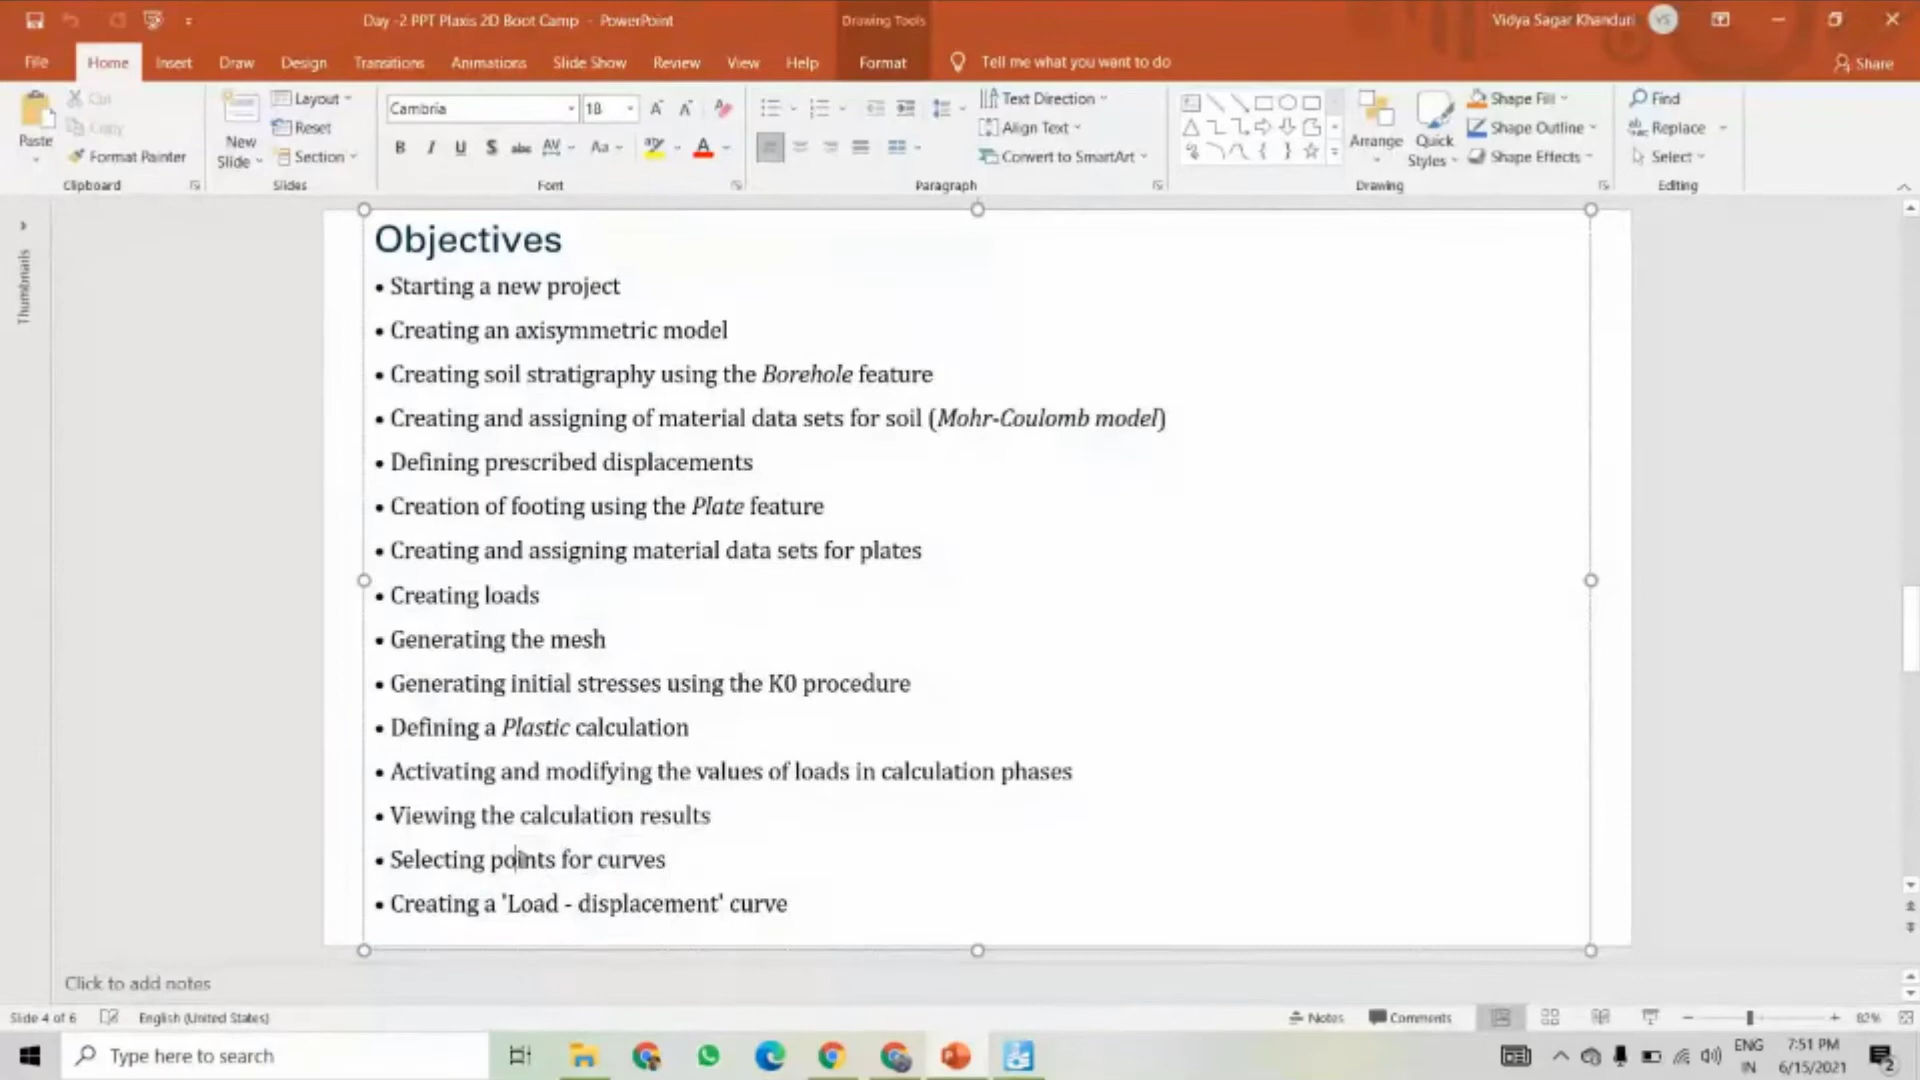 Day -2 PPT Plaxis 2D Boot Camp - PowerPoint
Drawing Tools
Vidya Sagar Khanduri
VS
File Home Insert Draw Design Transitions Animations Slide Show Review View Help Format Tell me what you want to do Share
Paste
Cut
Copy
Format Painter
Clipboard
New Slide
Layout
Reset
Section
Slides
Cambria 18
B I U S abc AV Aa A
Font
Text Direction
Align Text
Convert to SmartArt
Paragraph
Arrange
Quick Styles
Shape Fill
Shape Outline
Shape Effects
Drawing
Find
Replace
Select
Editing
Thumbnails
Objectives
• Starting a new project
• Creating an axisymmetric model
• Creating soil stratigraphy using the Borehole feature
• Creating and assigning of material data sets for soil (Mohr-Coulomb model)
• Defining prescribed displacements
• Creation of footing using the Plate feature
• Creating and assigning material data sets for plates
• Creating loads
• Generating the mesh
• Generating initial stresses using the K0 procedure
• Defining a Plastic calculation
• Activating and modifying the values of loads in calculation phases
• Viewing the calculation results
• Selecting points for curves
• Creating a 'Load - displacement' curve
Click to add notes
Slide 4 of 6 English (United States) Notes Comments 82%
Type here to search
ENG
IN
7:51 PM
6/15/2021
2